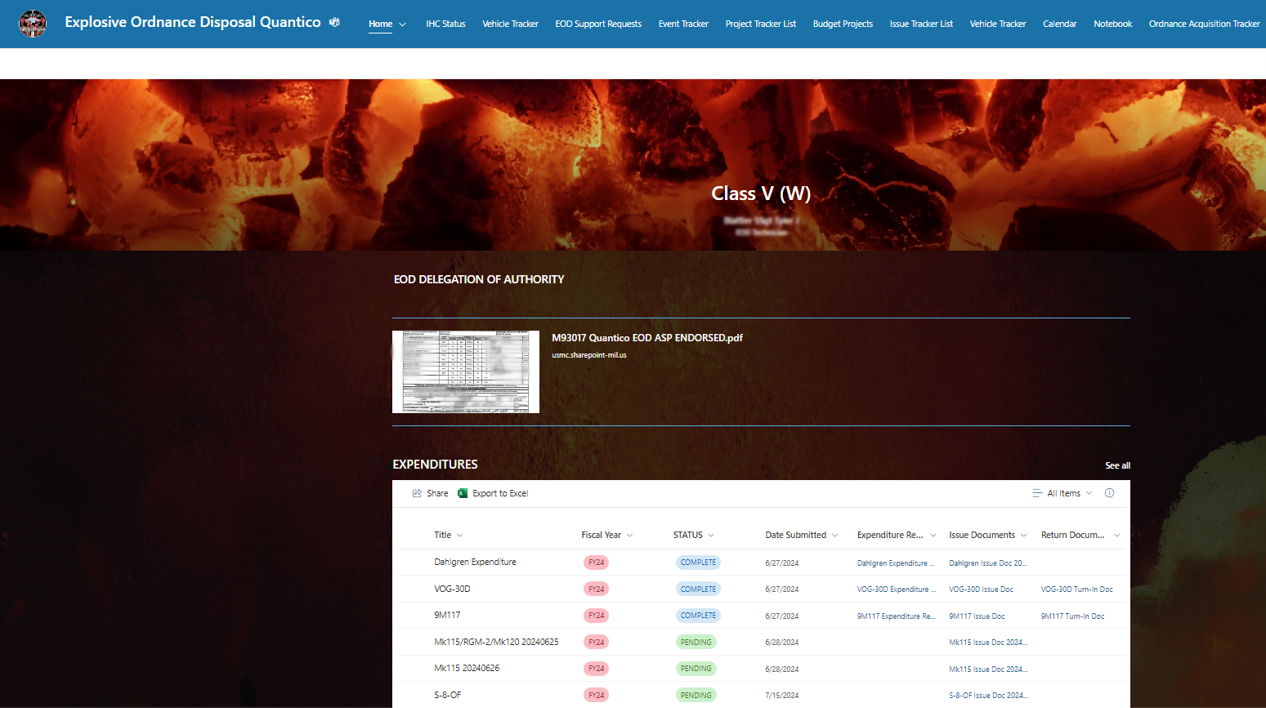 Explosive Ordnance Disposal Quantico
Home IHC Status Vehicle Tracker EOD Support Requests Event Tracker Project Tracker List Budget Projects Issue Tracker List Vehicle Tracker Calendar Notebook Ordnance Acquisition Tracker
Class V (W)
EOD DELEGATION OF AUTHORITY
M93017 Quantico EOD ASP ENDORSED.pdf
usmc.sharepoint-mil.us
EXPENDITURES See all
Share Export to Excel All Items
Title Fiscal Year STATUS Date Submitted Expenditure Re... Issue Documents Return Docum...
Dahlgren Expenditure FY24 COMPLETE 6/27/2024 Dahlgren Expenditure ... Dahlgren Issue Doc 20...
VOG-30D FY24 COMPLETE 6/27/2024 VOG-30D Expenditure ... VOG-30D Issue Doc VOG-30D Turn-In Doc
9M117 FY24 COMPLETE 6/27/2024 9M117 Expenditure Re... 9M117 Issue Doc 9M117 Turn-In Doc
Mk115/RGM-2/Mk120 20240625 FY24 PENDING 6/28/2024 Mk115 Issue Doc 2024...
Mk115 20240626 FY24 PENDING 6/28/2024 Mk115 Issue Doc 2024...
S-8-OF FY24 PENDING 7/15/2024 S-8-OF Issue Doc 2024...